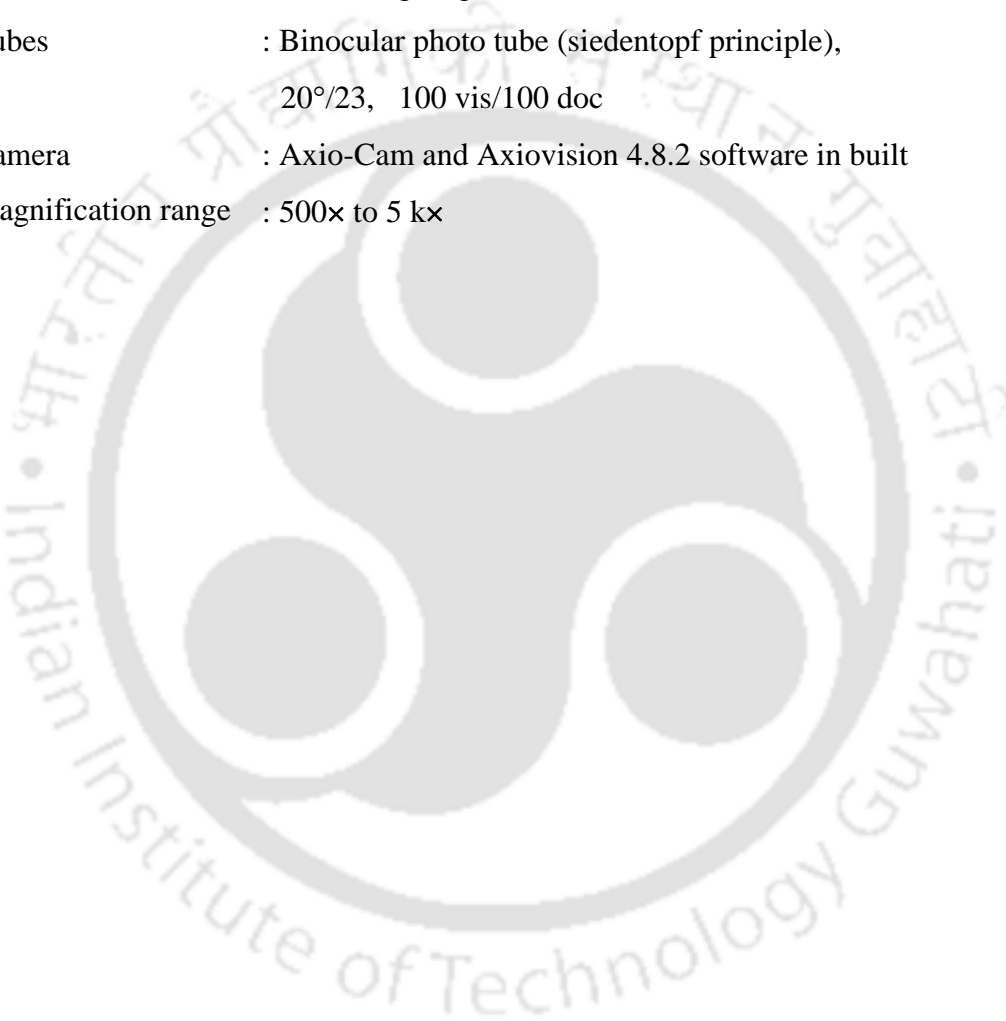 ubes : Binocular photo tube (siedentopf principle),
20°/23, 100 vis/100 doc
amera : Axio-Cam and Axiovision 4.8.2 software in built
agnification range : 500× to 5 k×
Indian Institute of Technology Guwahati